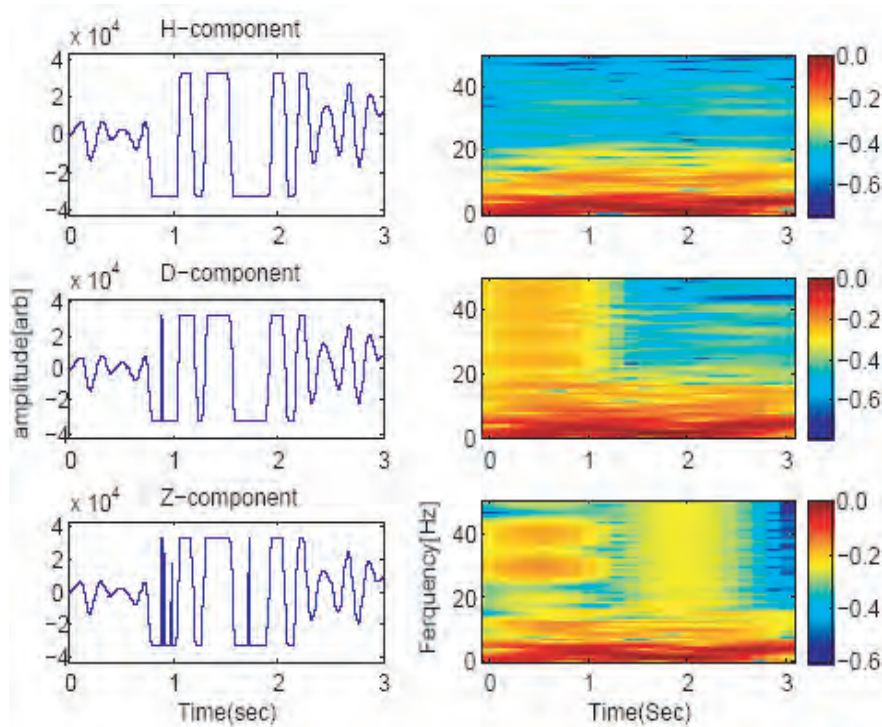 H-component
x 10⁴
4
2
0
-2
-4
0 1 2 3
60
40
20
0
0 1 2 3
0.0
-0.2
-0.4
-0.6
D-component
x 10⁴
4
2
0
-2
-4
0 1 2 3
amplitude[arb]
60
40
20
0
0 1 2 3
0.0
-0.2
-0.4
-0.6
Z-component
x 10⁴
4
2
0
-2
-4
0 1 2 3
Time(sec)
Ferquency[Hz]
60
40
20
0
0 1 2 3
Time(Sec)
0.0
-0.2
-0.4
-0.6